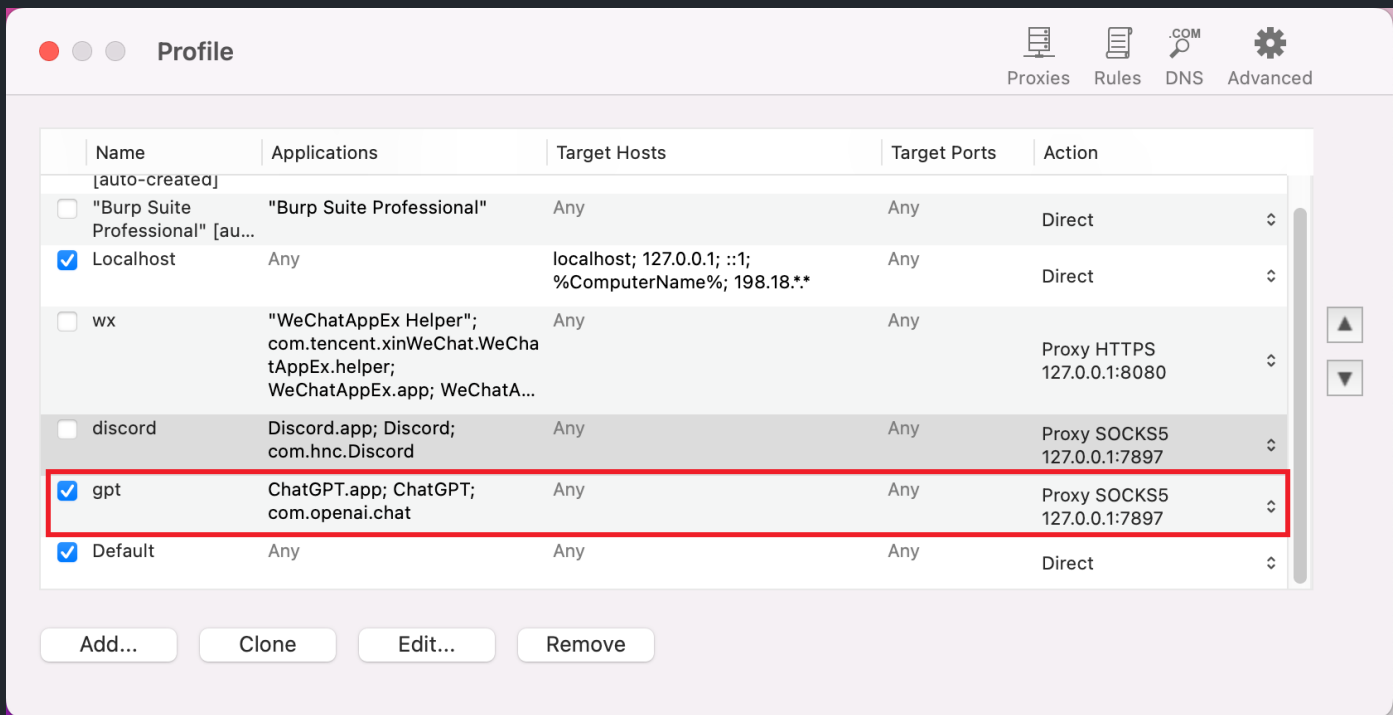 Profile
Proxies
Rules
DNS
Advanced
.COM
Name
Applications
Target Hosts
Target Ports
Action
[auto-created]
"Burp Suite
Professional" [au...
"Burp Suite Professional"
Any
Any
Direct
Localhost
Any
localhost; 127.0.0.1; ::1;
%ComputerName%; 198.18.*.*
Any
Direct
wx
"WeChatAppEx Helper";
com.tencent.xinWeChat.WeCha
tAppEx.helper;
WeChatAppEx.app; WeChatA...
Any
Any
Proxy HTTPS
127.0.0.1:8080
discord
Discord.app; Discord;
com.hnc.Discord
Any
Any
Proxy SOCKS5
127.0.0.1:7897
gpt
ChatGPT.app; ChatGPT;
com.openai.chat
Any
Any
Proxy SOCKS5
127.0.0.1:7897
Default
Any
Any
Any
Direct
Add...
Clone
Edit...
Remove